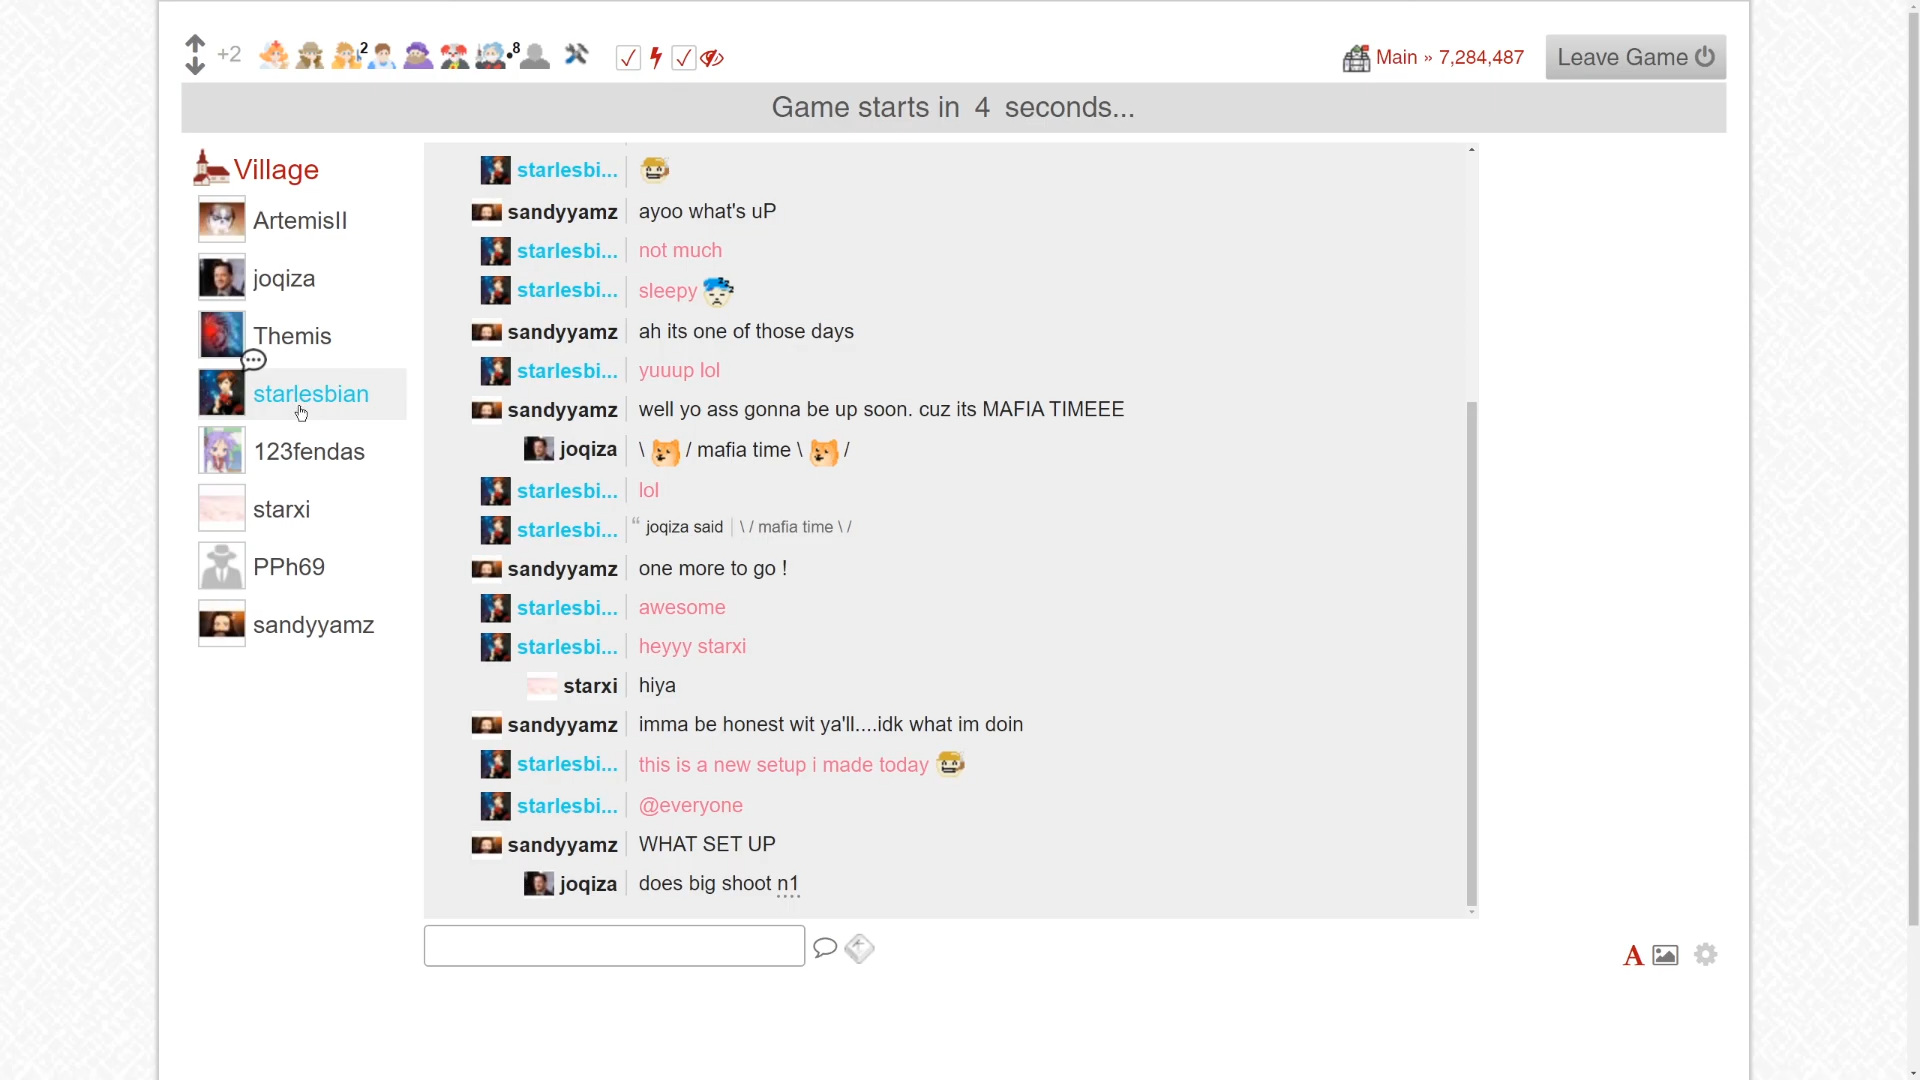 +2
2
8
Main » 7,284,487
Leave Game
Game starts in 4 seconds...
Village
ArtemisII
joqiza
Themis
starlesbian
123fendas
starxi
PPh69
sandyyamz
starlesbi...
sandyyamz ayoo what's uP
starlesbi... not much
starlesbi... sleepy
sandyyamz ah its one of those days
starlesbi... yuuup lol
sandyyamz well yo ass gonna be up soon. cuz its MAFIA TIMEEE
joqiza \ / mafia time \ /
starlesbi... lol
starlesbi... “ joqiza said \ / mafia time \ /
sandyyamz one more to go !
starlesbi... awesome
starlesbi... heyyy starxi
starxi hiya
sandyyamz imma be honest wit ya'll....idk what im doin
starlesbi... this is a new setup i made today
starlesbi... @everyone
sandyyamz WHAT SET UP
joqiza does big shoot n1
A